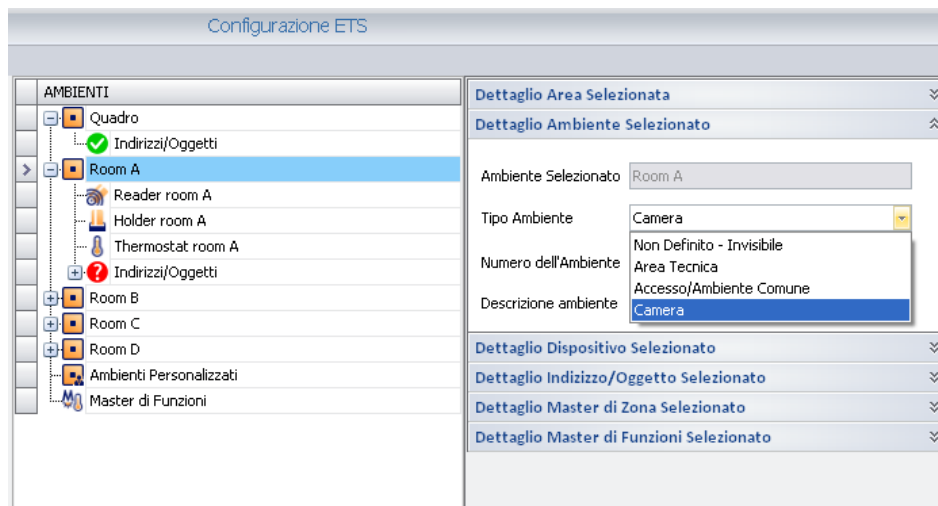 Configurazione ETS
AMBIENTI
Quadro
Indirizzi/Oggetti
Room A
Reader room A
Holder room A
Thermostat room A
Indirizzi/Oggetti
Room B
Room C
Room D
Ambienti Personalizzati
Master di Funzioni
Dettaglio Area Selezionata
Dettaglio Ambiente Selezionato
Ambiente Selezionato Room A
Tipo Ambiente Camera
Non Definito - Invisibile
Numero dell'Ambiente
Area Tecnica
Accesso/Ambiente Comune
Descrizione ambiente
Camera
Dettaglio Dispositivo Selezionato
Dettaglio Indizizzo/Oggetto Selezionato
Dettaglio Master di Zona Selezionato
Dettaglio Master di Funzioni Selezionato